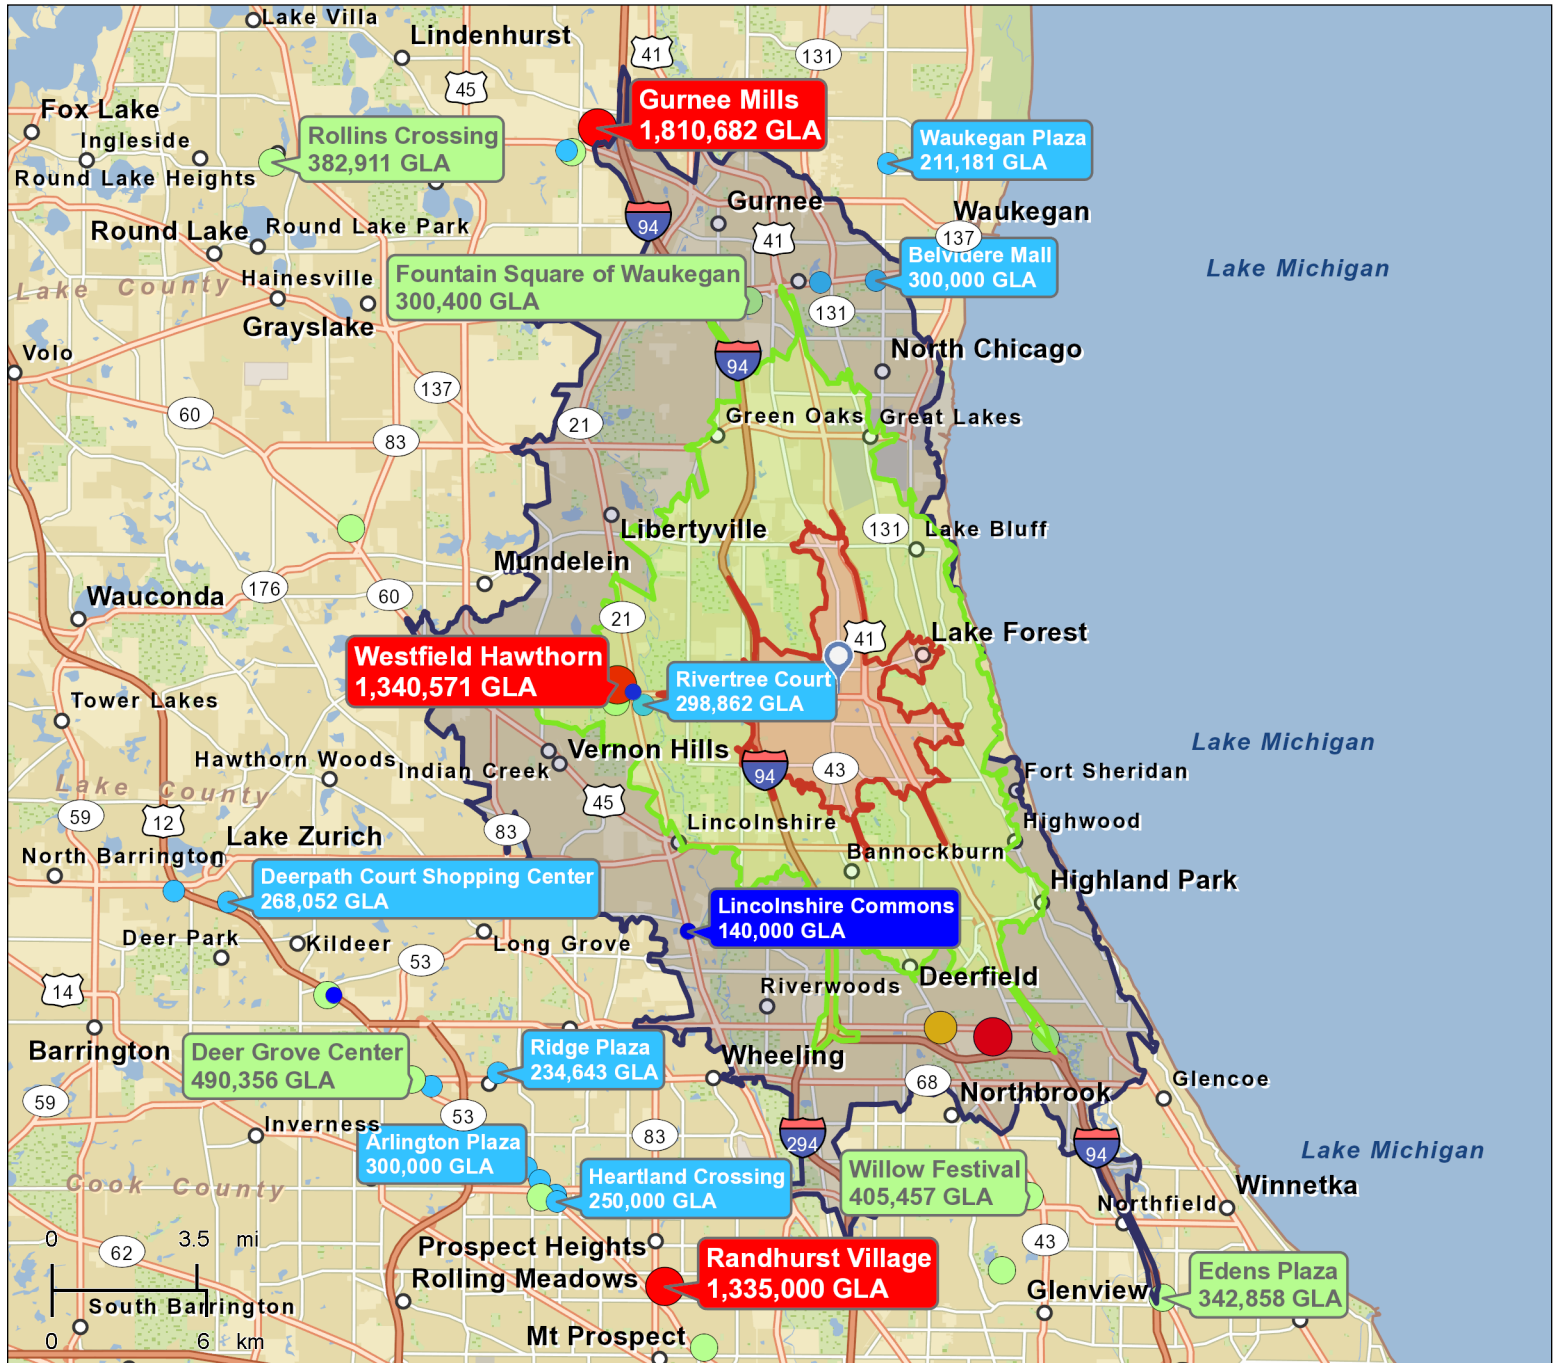 Lake Villa
Lindenhurst
41
131
45
Fox Lake
Gurnee Mills
1,810,682 GLA
Ingleside
Rollins Crossing
382,911 GLA
Waukegan Plaza
211,181 GLA
Round Lake Heights
Gurnee
Waukegan
94
Round Lake
Round Lake Park
41
137
Belvidere Mall
300,000 GLA
Lake Michigan
Fountain Square of Waukegan
300,400 GLA
Hainesville
Lake County
Grayslake
131
Volo
94
North Chicago
137
60
21
83
Green Oaks
Great Lakes
Libertyville
131
Lake Bluff
Mundelein
176
60
Wauconda
21
41
Lake Forest
Westfield Hawthorn
1,340,571 GLA
Rivertree Court
298,862 GLA
Tower Lakes
Lake Michigan
Vernon Hills
Hawthorn Woods
Indian Creek
94
43
Fort Sheridan
Lake County
45
59
12
83
Lincolnshire
Highwood
Lake Zurich
North Barrington
Bannockburn
Deerpath Court Shopping Center
268,052 GLA
Highland Park
Lincolnshire Commons
140,000 GLA
Deer Park
Kildeer
Long Grove
53
Deerfield
14
Riverwoods
Barrington
Deer Grove Center
490,356 GLA
Ridge Plaza
234,643 GLA
Wheeling
68
Northbrook
Glencoe
59
53
Inverness
83
294
94
Arlington Plaza
300,000 GLA
Lake Michigan
Cook County
Heartland Crossing
250,000 GLA
Willow Festival
405,457 GLA
Winnetka
Northfield
0 3.5 mi
62
Prospect Heights
43
Randhurst Village
1,335,000 GLA
Rolling Meadows
Glenview
Edens Plaza
342,858 GLA
South Barrington
0 6 km
Mt Prospect